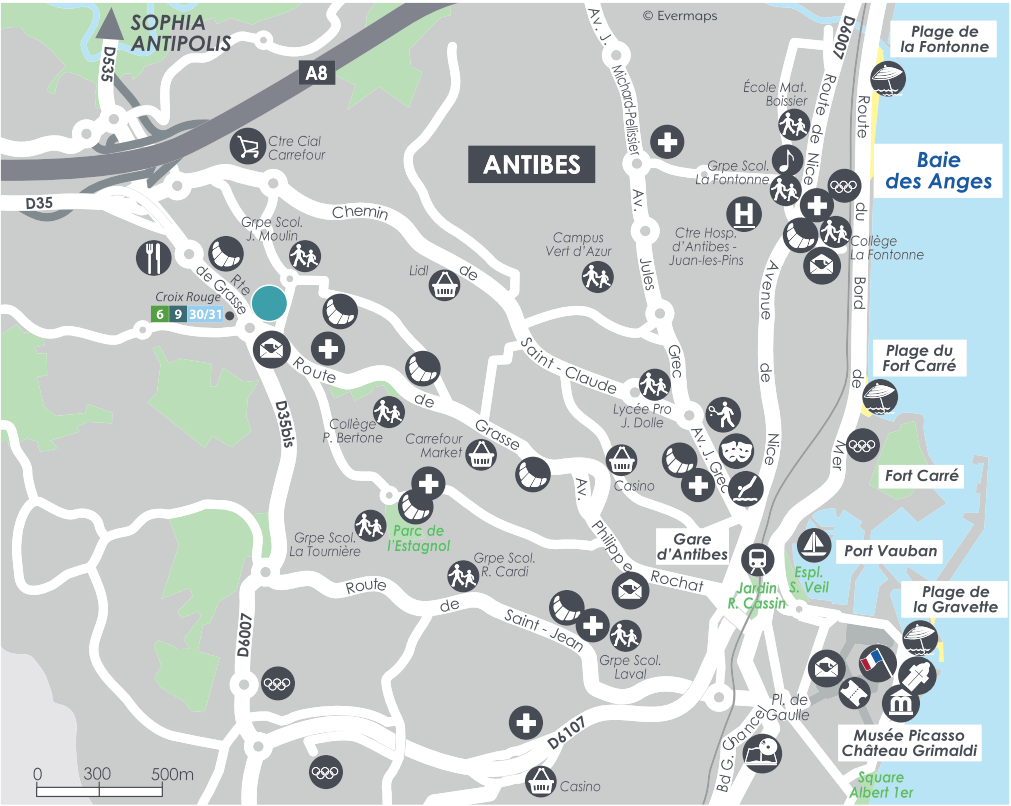 © Evermaps
SOPHIA
ANTIPOLIS
D535
A8
D35
Ctre Cial
Carrefour
Av. J.
Michard-Pellissier
Av.
Jules
Grec
Av. J. Grec
D6007
Plage de
la Fontonne
École Mat.
Boissier
Route de Nice
Route
du
Bord
de
Mer
ANTIBES
Baie
des Anges
Grpe Scol.
La Fontonne
H
Ctre Hosp.
d'Antibes -
Juan-les-Pins
Collège
La Fontonne
Chemin
de
Saint - Claude
Grpe Scol.
J. Moulin
Campus
Vert d'Azur
Lidl
Rte
de Grasse
Croix Rouge
6 9 30/31
Avenue
de
Nice
Plage du
Fort Carré
Route
de
Grasse
D35bis
Collège
P. Bertone
Carrefour
Market
Lycée Pro
J. Dolle
Casino
Fort Carré
Av.
Philippe
Rochat
Parc de
l'Estagnol
Grpe Scol.
La Tournière
Grpe Scol.
R. Cardi
Gare
d'Antibes
Port Vauban
Jardin
R. Cassin
Espl.
S. Veil
Plage de
la Gravette
Route
de
Saint - Jean
Grpe Scol.
Laval
D6007
D6107
Pl. de
Gaulle
Bd G. Chancel
Musée Picasso
Château Grimaldi
Square
Albert 1er
Casino
0 300 500m